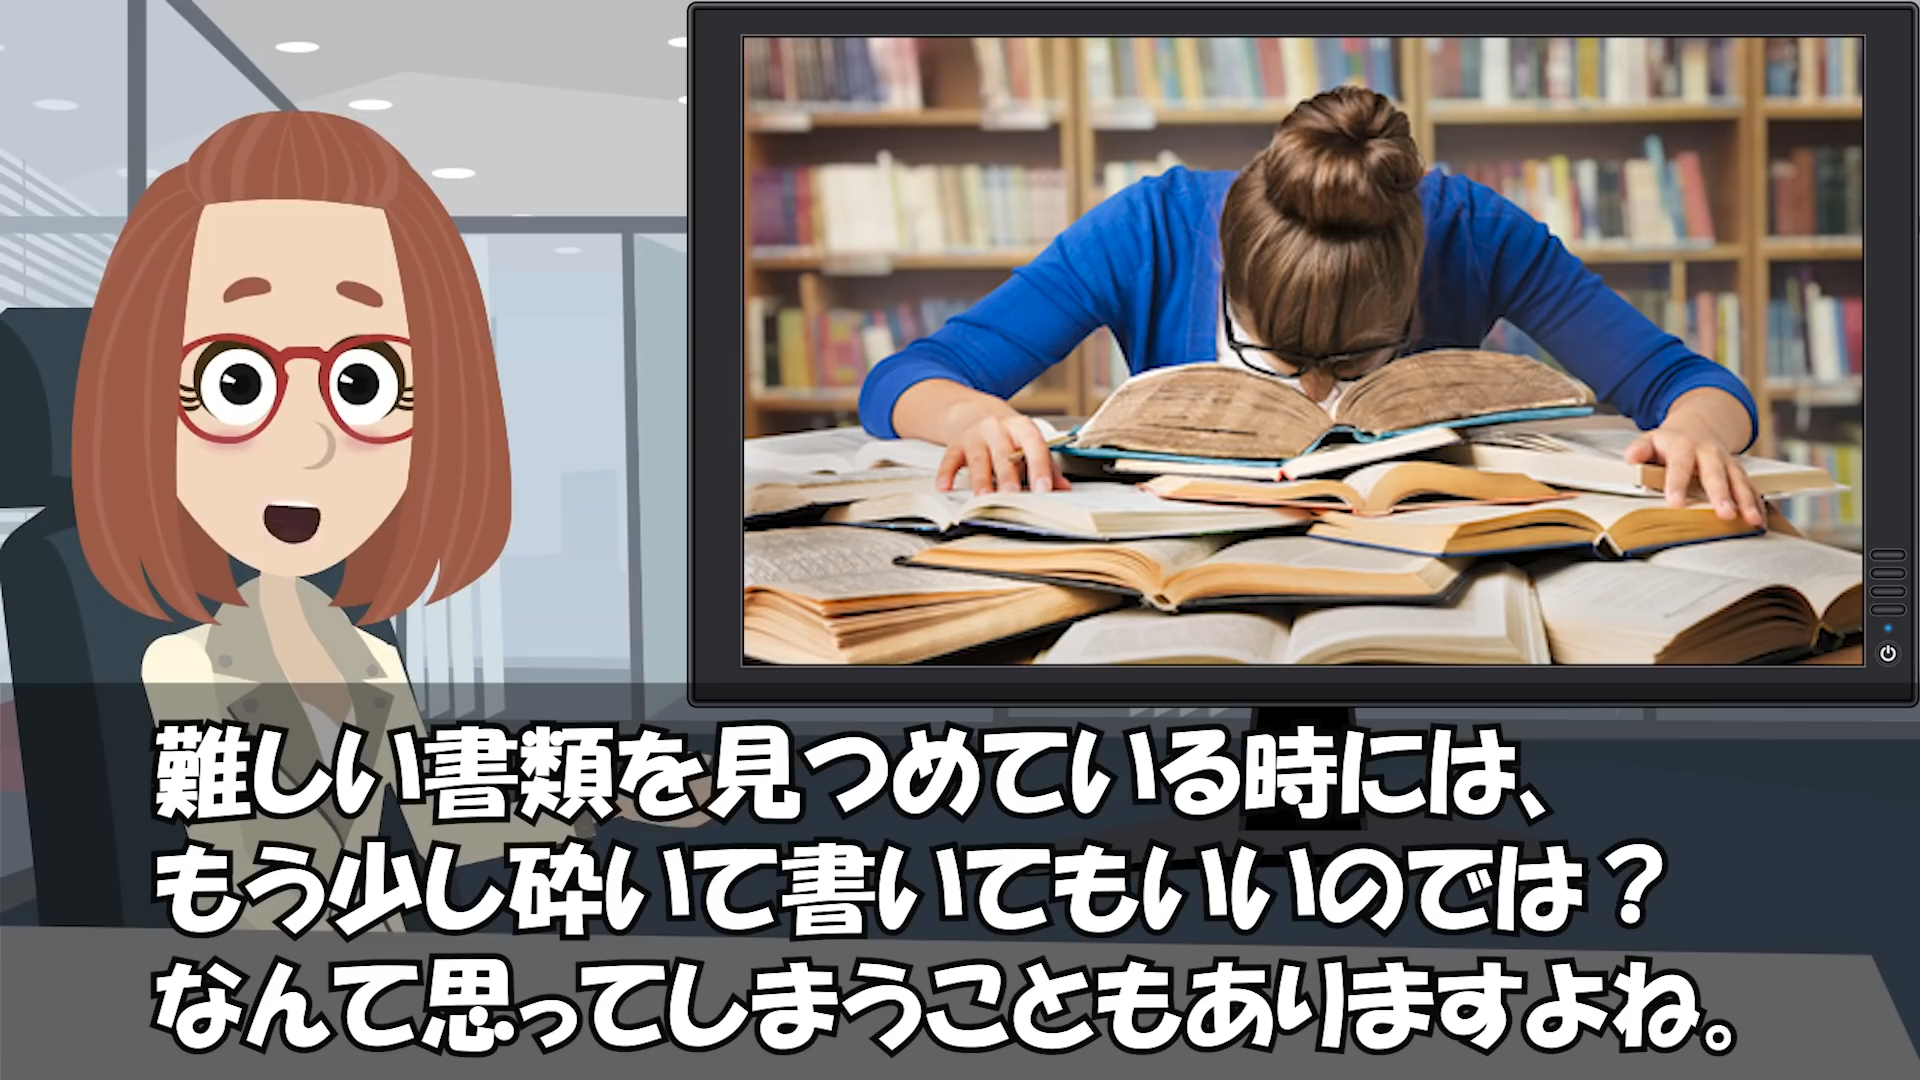 難しい書類を見つめている時には、
もう少し砕いて書いてもいいのでは？
なんて思ってしまうこともありますよね。